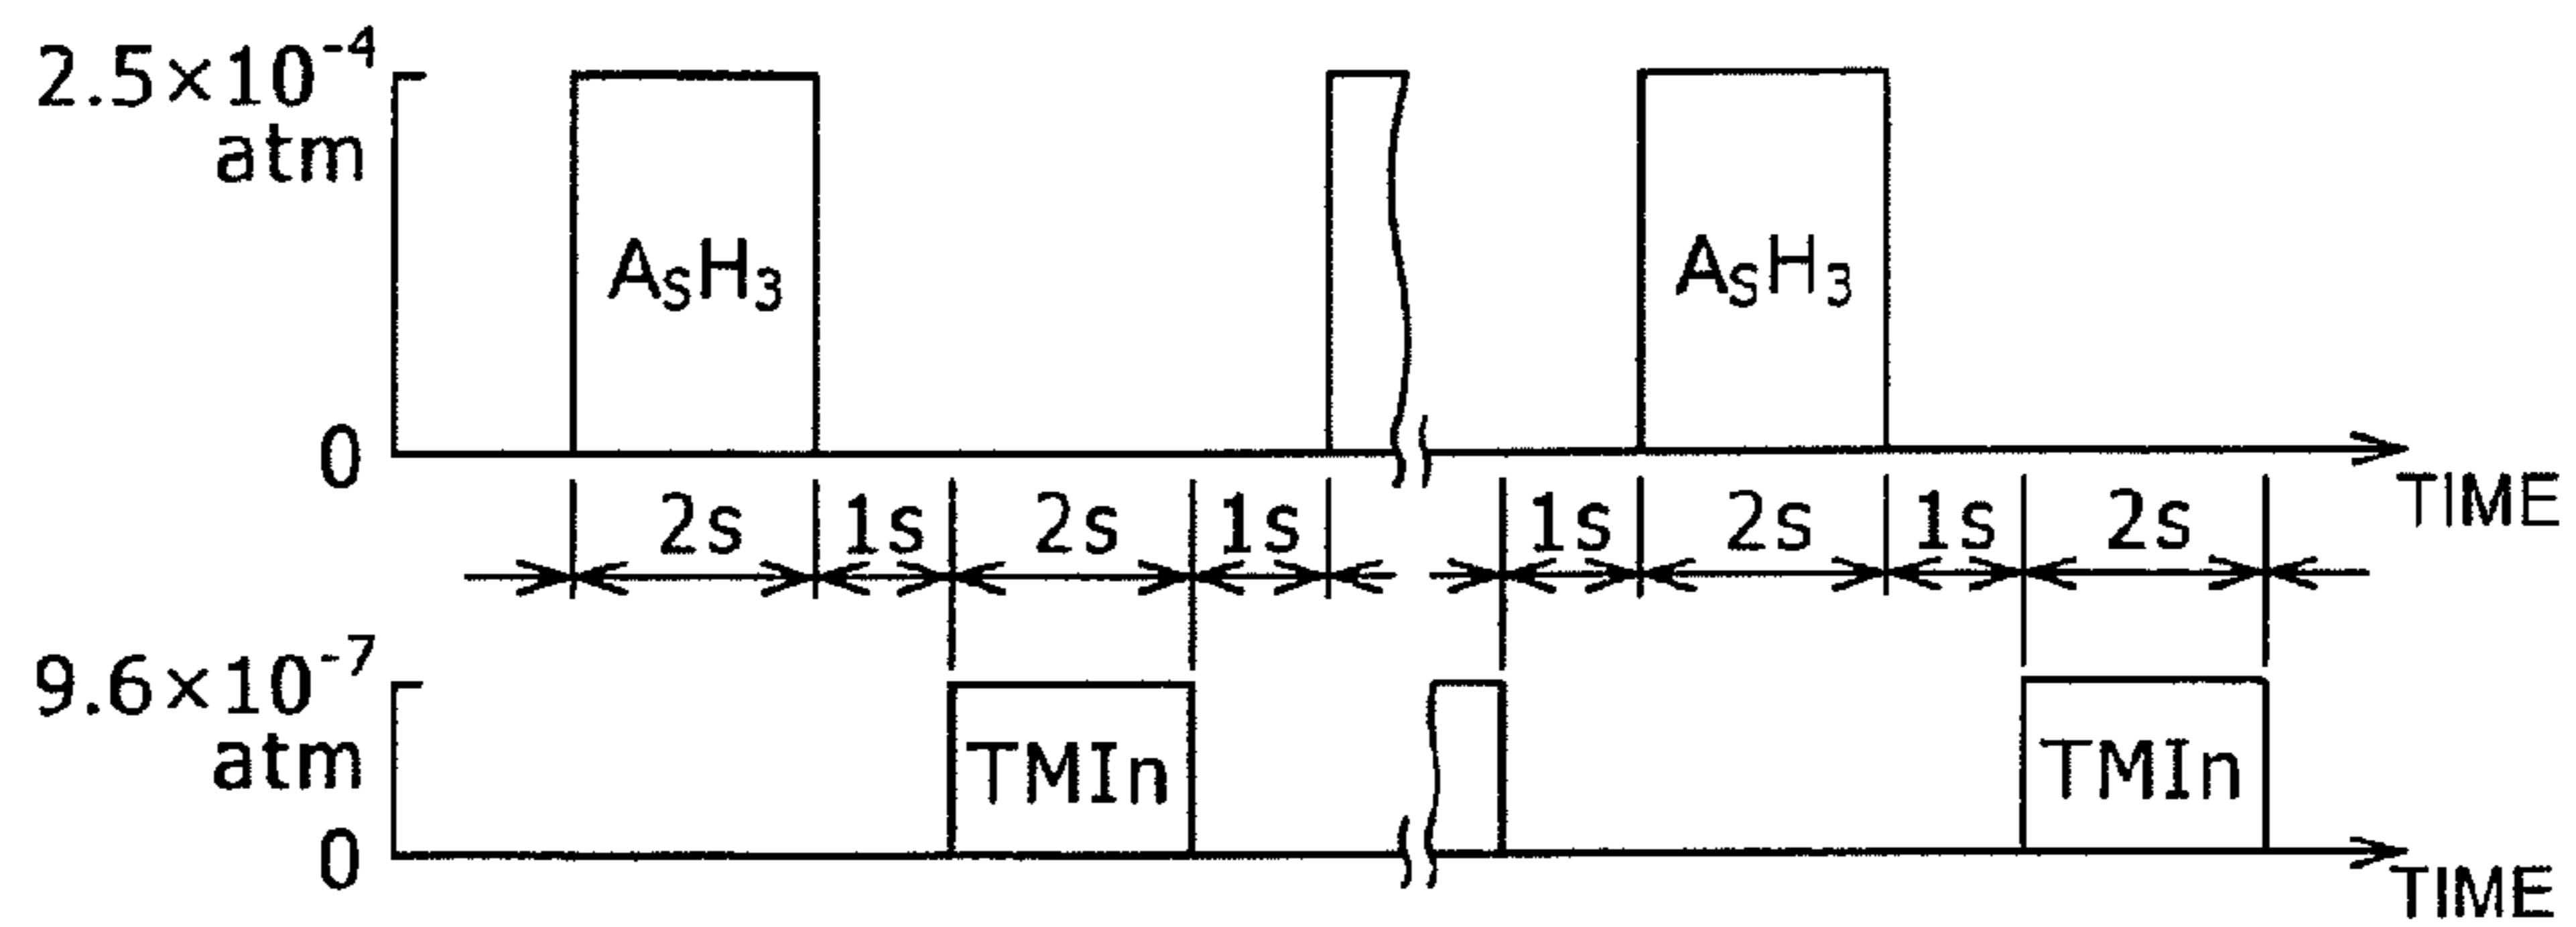 2.5×10⁻⁴
atm
AₛH₃
AₛH₃
0
TIME
2s 1s 2s 1s 1s 2s 1s 2s
9.6×10⁻⁷
atm
TMIn
TMIn
0
TIME